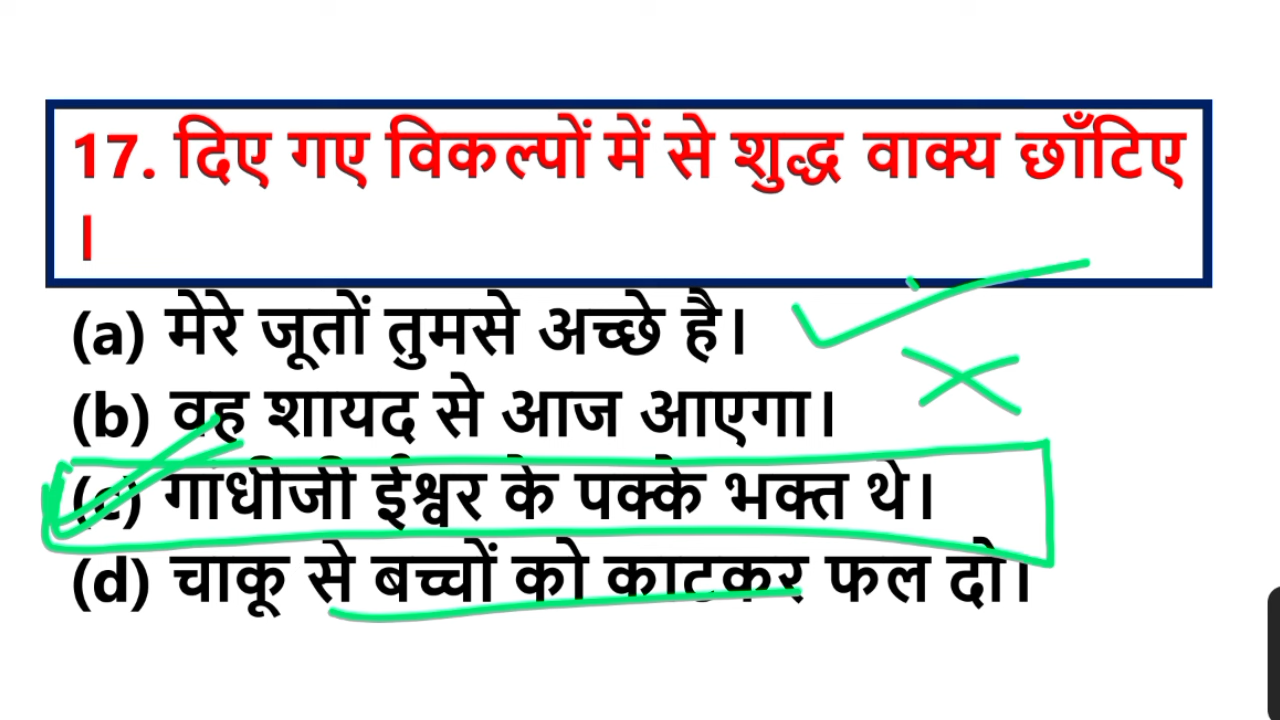 17. दिए गए विकल्पों में से शुद्ध वाक्य छाँटिए
।
(a) मेरे जूतों तुमसे अच्छे है।
(b) वह शायद से आज आएगा।
(c) गांधीजी ईश्वर के पक्के भक्त थे।
(d) चाकू से बच्चों को काटकर फल दो।